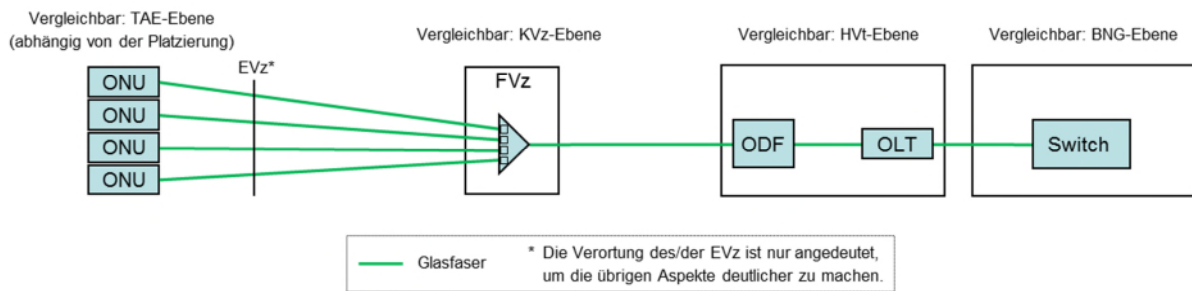 Vergleichbar: TAE-Ebene
(abhängig von der Platzierung)
Vergleichbar: KVz-Ebene
Vergleichbar: HVt-Ebene
Vergleichbar: BNG-Ebene
EVz*
ONU
ONU
ONU
ONU
FVz
ODF
OLT
Switch
Glasfaser
* Die Verortung des/der EVz ist nur angedeutet,
um die übrigen Aspekte deutlicher zu machen.